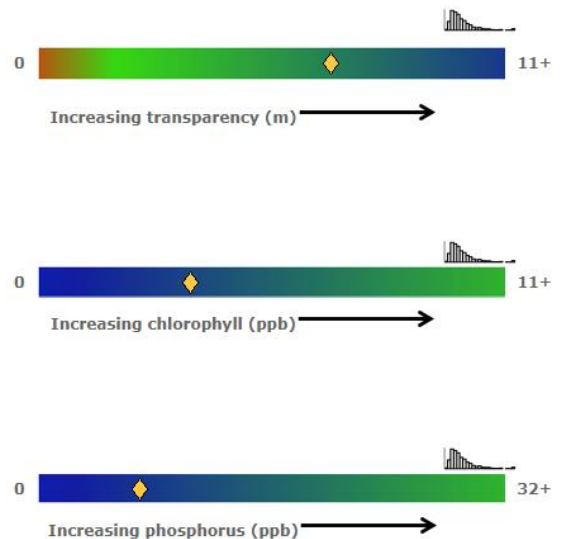 0 11+
Increasing transparency (m)
0 11+
Increasing chlorophyll (ppb)
0 32+
Increasing phosphorus (ppb)